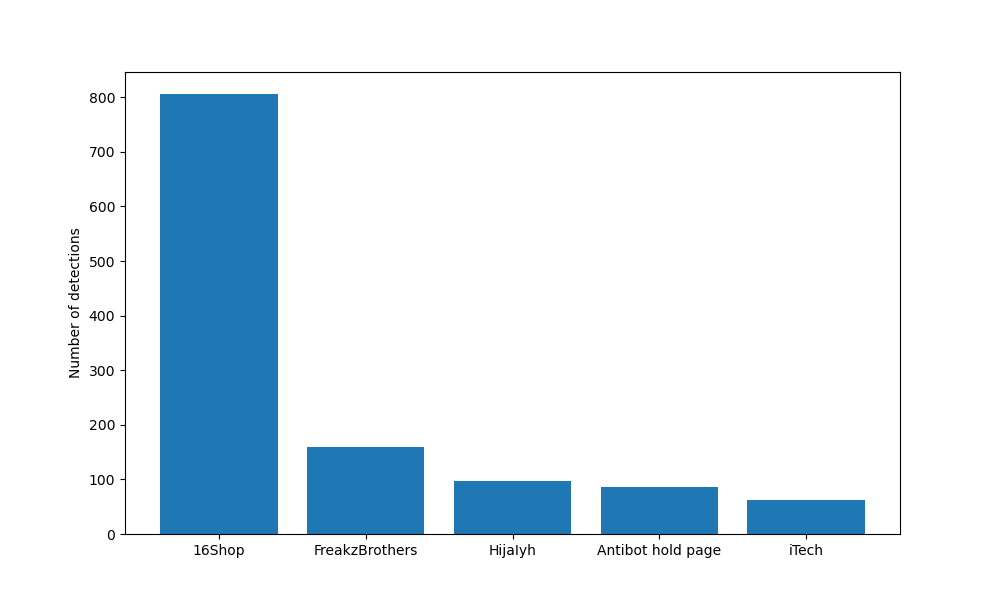 800
700
600
500
400
300
200
100
0
Number of detections
16Shop
FreakzBrothers
HijaIyh
Antibot hold page
iTech